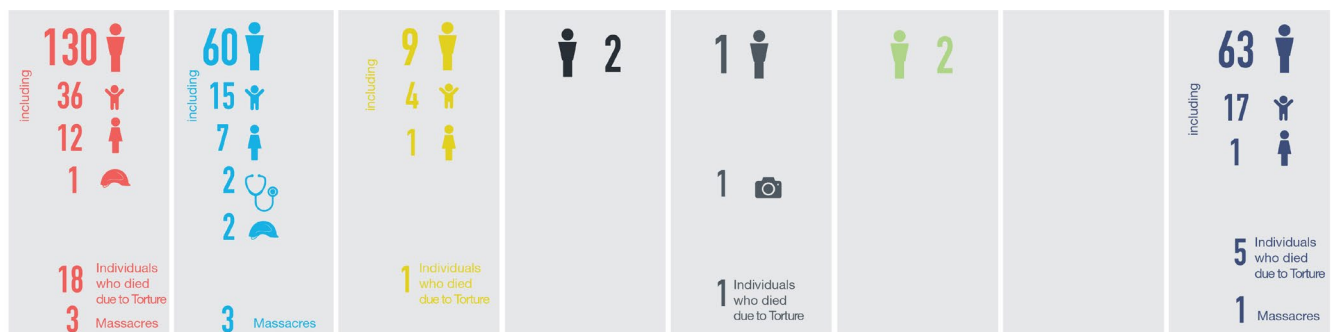 130
including
36
12
1
18 Individuals
who died
due to Torture
3 Massacres
60
including
15
7
2
2
3 Massacres
9
including
4
1
1 Individuals
who died
due to Torture
2
1
1
1 Individuals
who died
due to Torture
2
63
including
17
1
5 Individuals
who died
due to Torture
1 Massacres